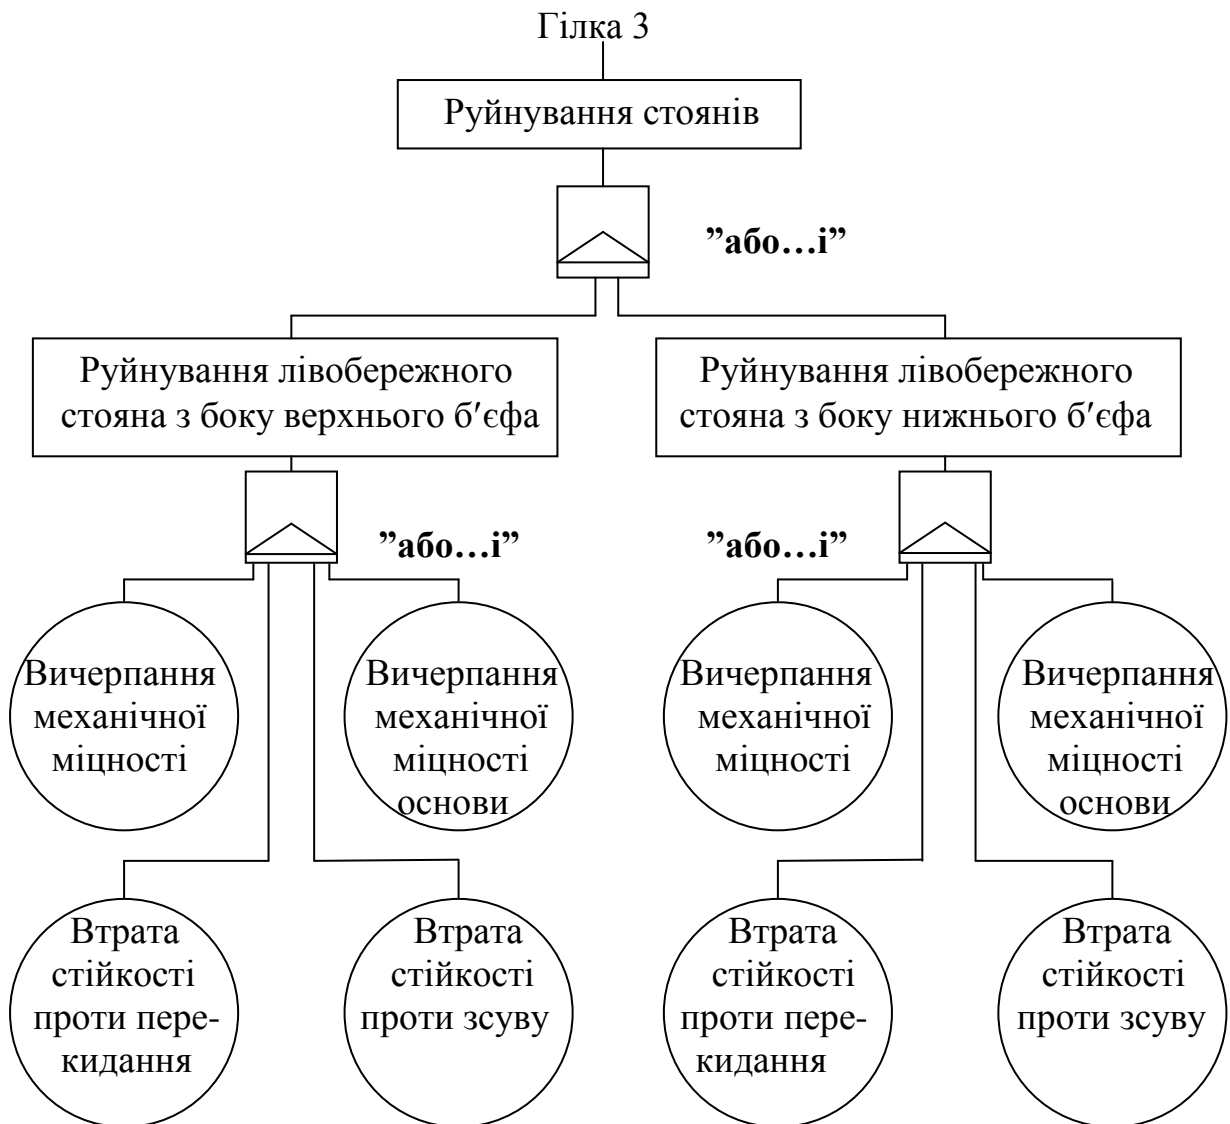 Гілка 3
Руйнування стоянів
”або…і”
Руйнування лівобережного
стояна з боку верхнього б′єфа
Руйнування лівобережного
стояна з боку нижнього б′єфа
”або…і”
”або…і”
Вичерпання
механічної
міцності
Вичерпання
механічної
міцності
основи
Вичерпання
механічної
міцності
Вичерпання
механічної
міцності
основи
Втрата
стійкості
проти пере-
кидання
Втрата
стійкості
проти зсуву
Втрата
стійкості
проти пере-
кидання
Втрата
стійкості
проти зсуву